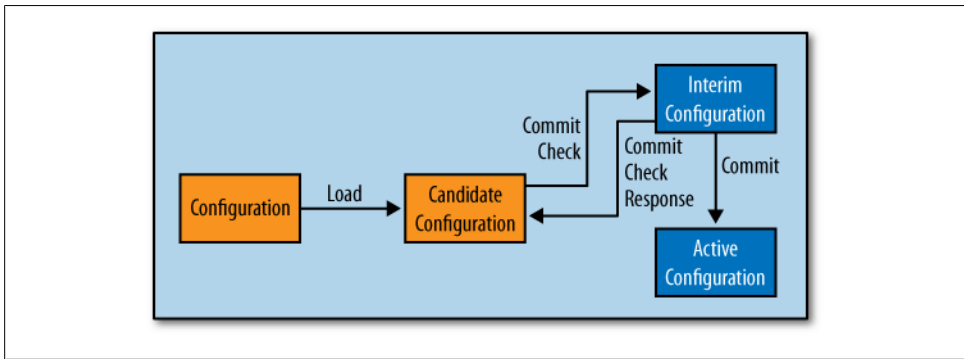 Interim
Configuration
Commit
Check
Commit
Check
Response
Commit
Configuration
Load
Candidate
Configuration
Active
Configuration